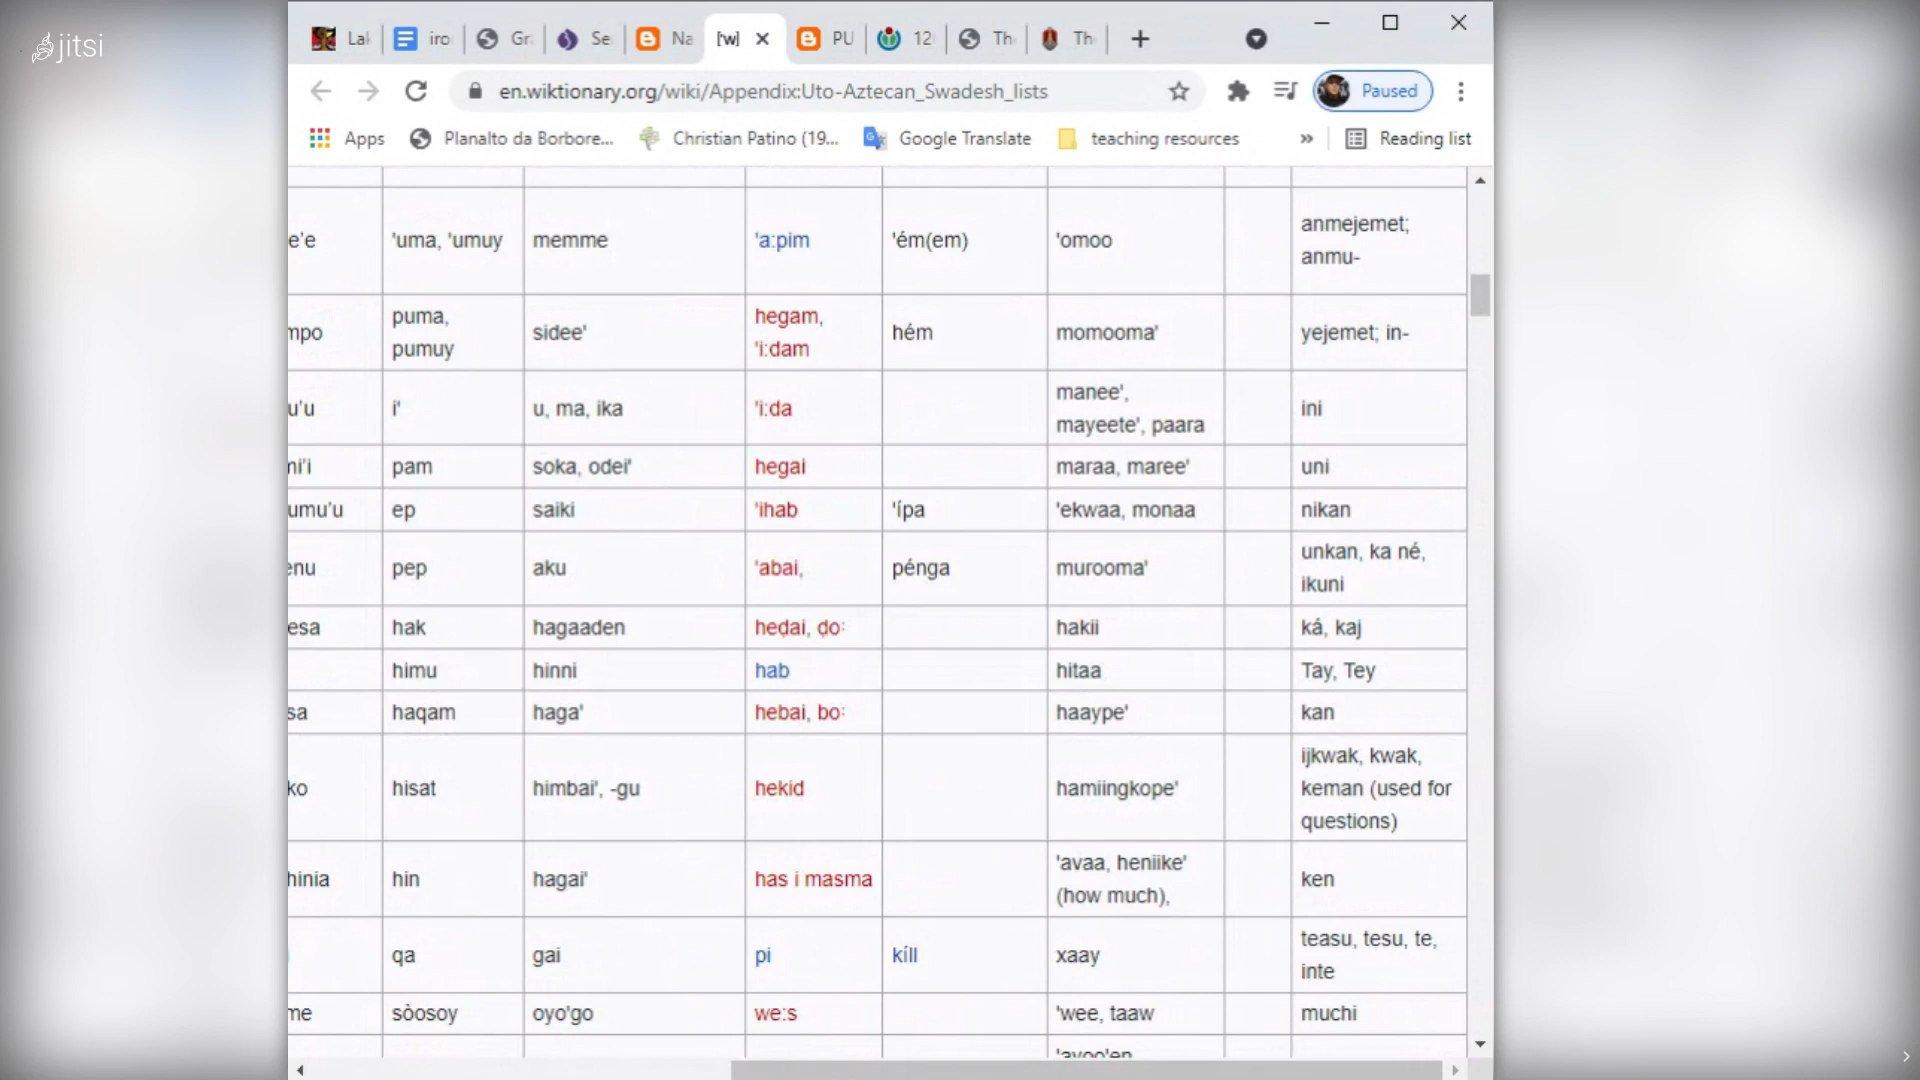 jitsi
Lak
iro
Gr
Se
Na
[w]
PU
12
Th
Th
en.wiktionary.org/wiki/Appendix:Uto-Aztecan_Swadesh_lists
Paused
Apps
Planalto da Borbore...
Christian Patino (19...
Google Translate
teaching resources
»
Reading list
e'e 'uma, 'umuy memme 'a:pim 'ém(em) 'omoo anmejemet;
anmu-
mpo puma, sidee' hegam, hém momooma' yejemet; in-
pumuy 'i:dam
u'u i' u, ma, ika 'i:da manee', ini
mayeete', paara
ni'i pam soka, odei' hegai maraa, maree' uni
umu'u ep saiki 'ihab 'ípa 'ekwaa, monaa nikan
enu pep aku 'abai, pénga murooma' unkan, ka né,
ikuni
esa hak hagaaden heḍai, ḍo: hakii ká, kaj
himu hinni hab hitaa Tay, Tey
sa haqam haga' hebai, bo: haaype' kan
ko hisat himbai', -gu hekid hamiingkope' ijkwak, kwak,
keman (used for
questions)
hinia hin hagai' has i masma 'avaa, heniike' ken
(how much),
qa gai pi kíll xaay teasu, tesu, te,
inte
me sòosoy oyo'go we:s 'wee, taaw muchi
'ayoo'en